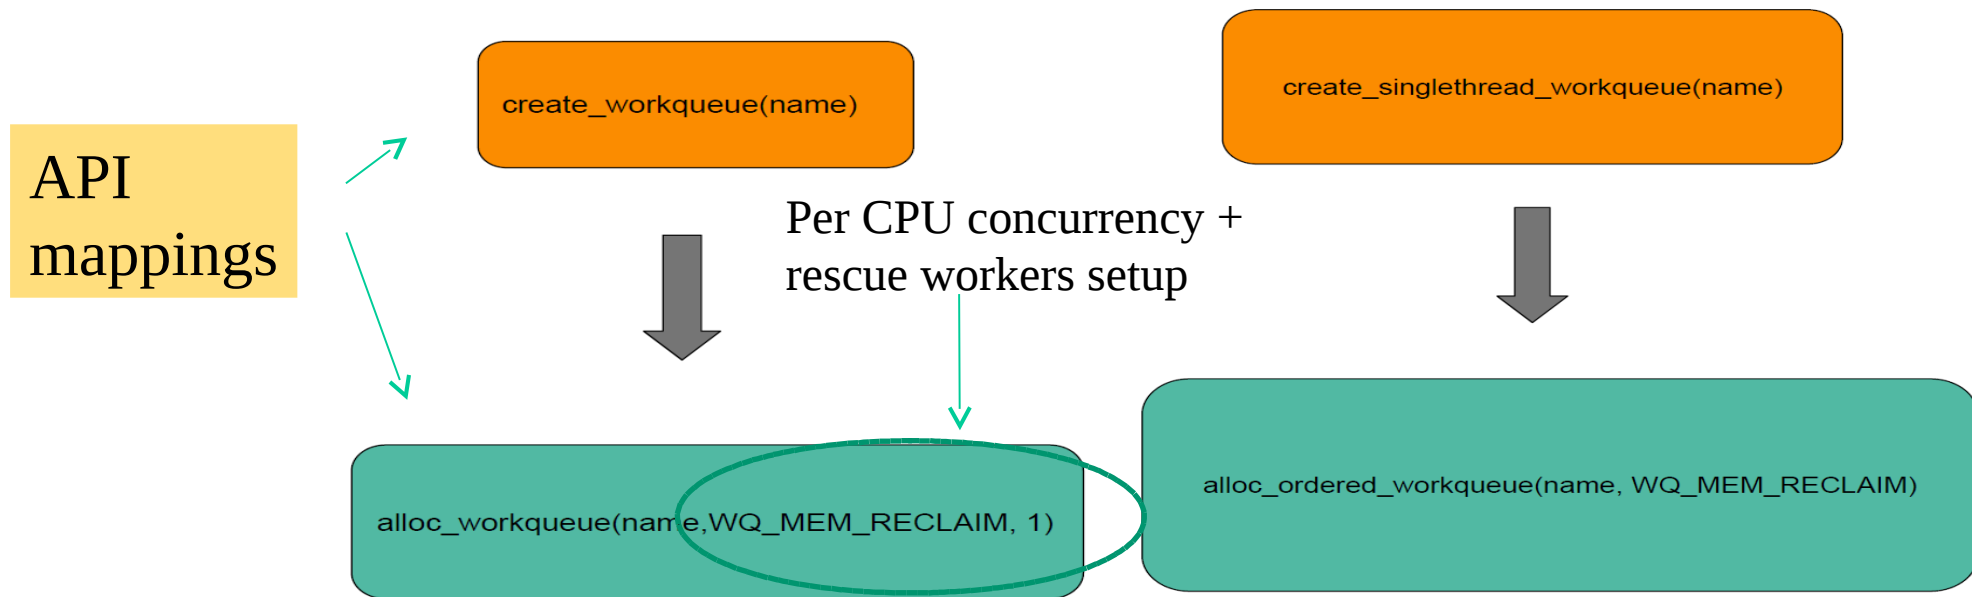 create_workqueue(name)
create_singlethread_workqueue(name)
API
mappings
Per CPU concurrency +
rescue workers setup
alloc_workqueue(name,WQ_MEM_RECLAIM, 1)
alloc_ordered_workqueue(name, WQ_MEM_RECLAIM)